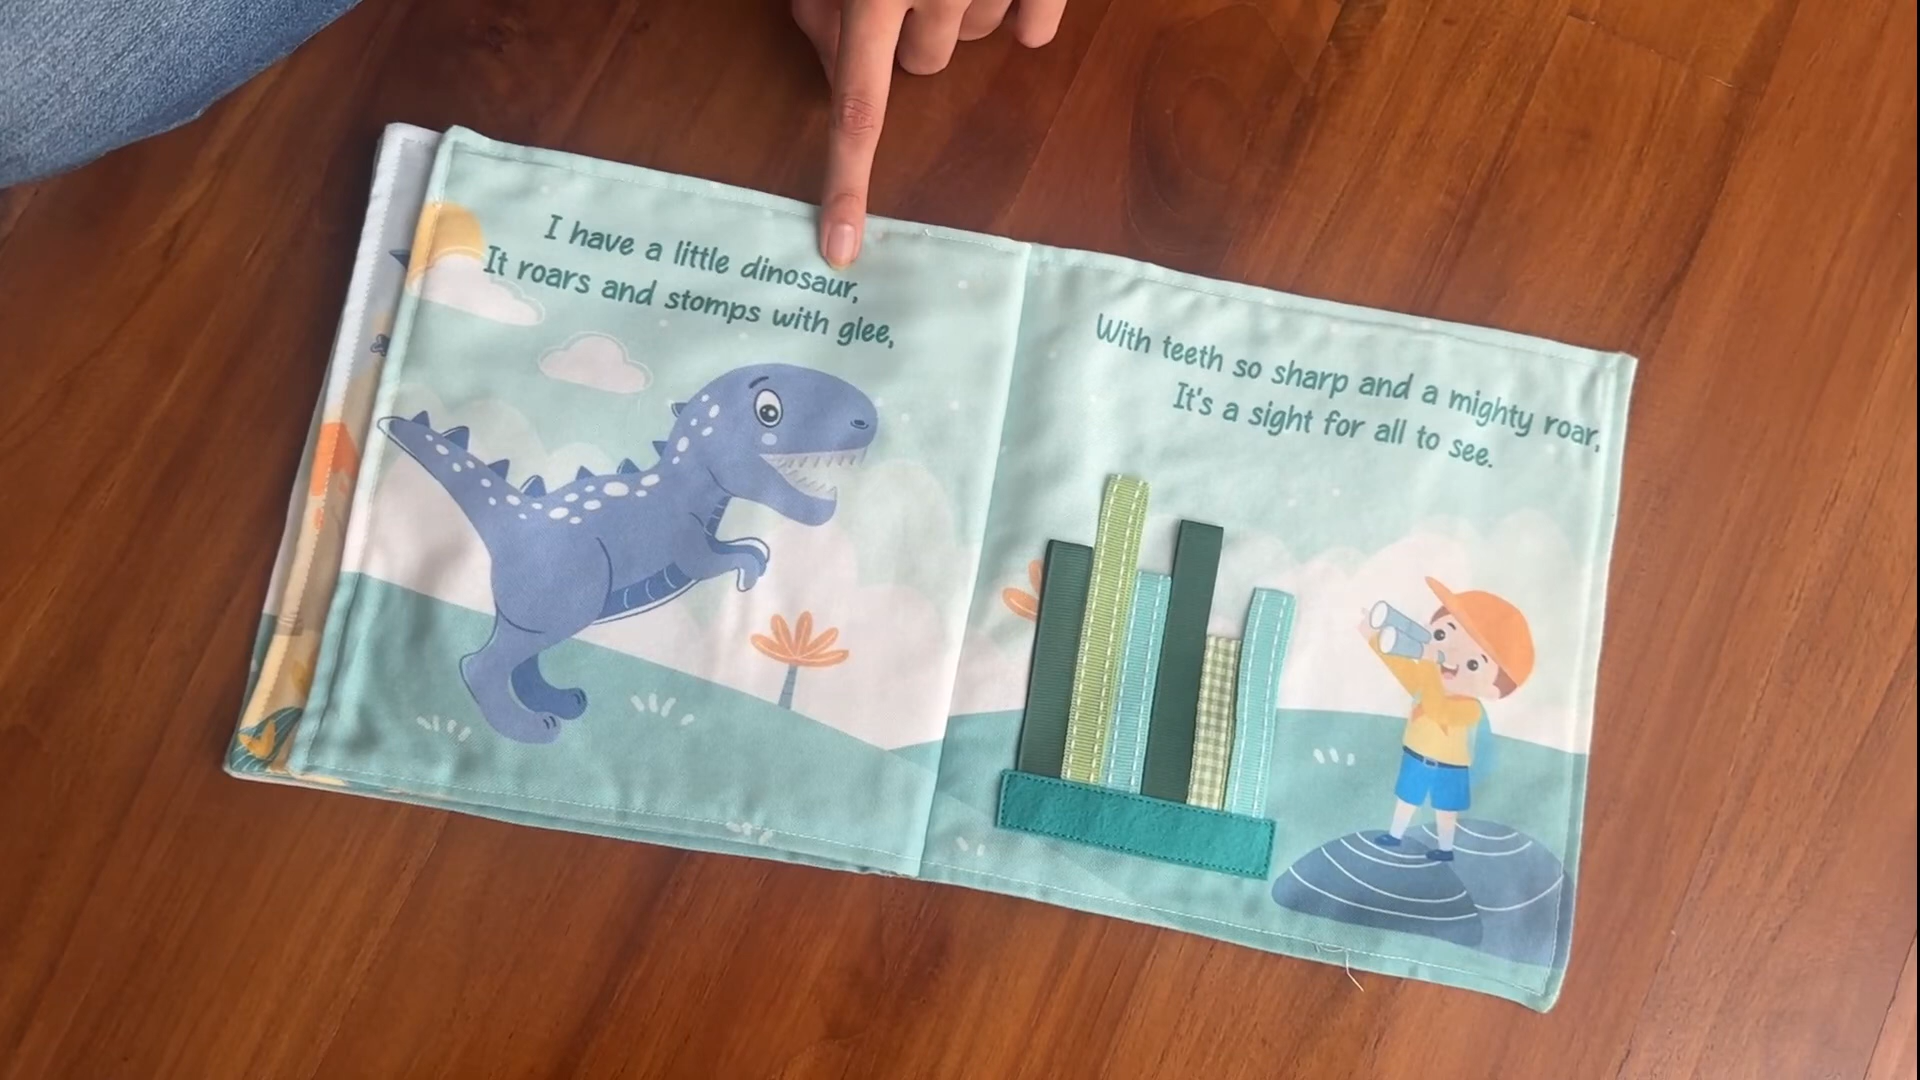 I have a little dinosaur,
It roars and stomps with glee,
With teeth so sharp and a mighty roar,
It's a sight for all to see.